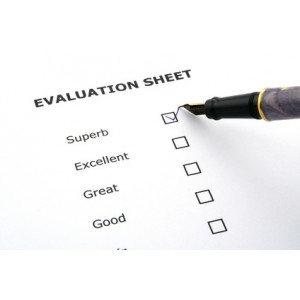 EVALUATION SHEET
Superb
Excellent
Great
Good